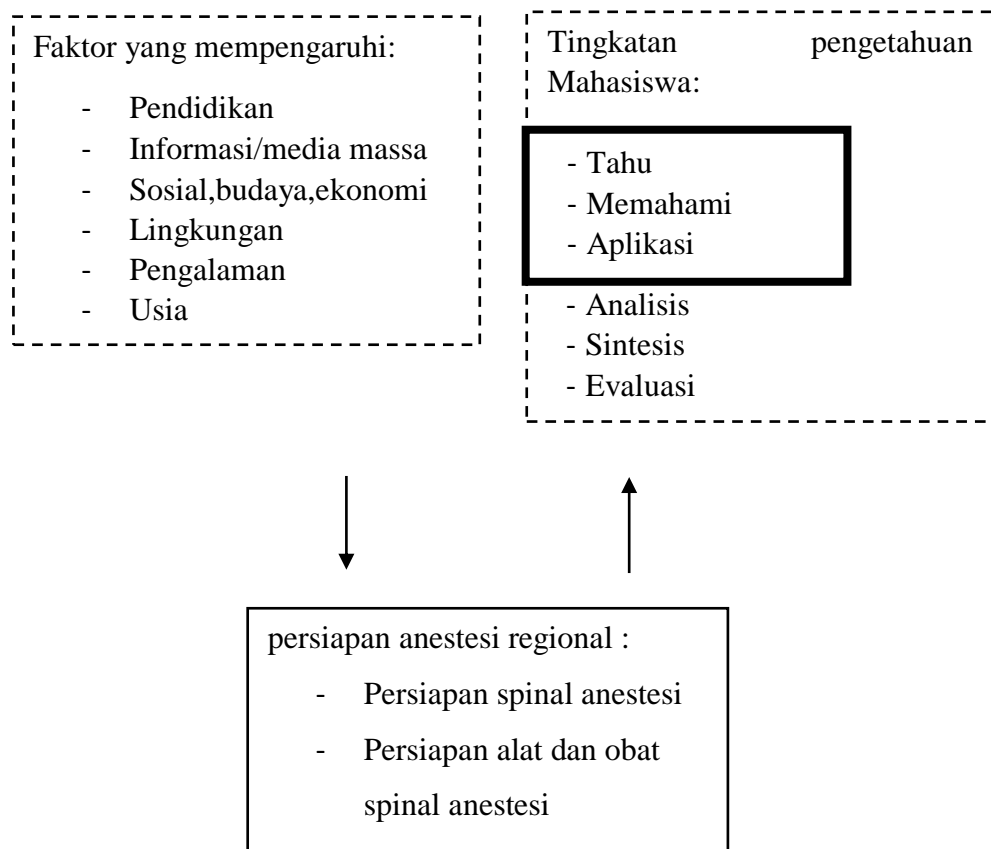 Faktor yang mempengaruhi:
- Pendidikan
- Informasi/media massa
- Sosial,budaya,ekonomi
- Lingkungan
- Pengalaman
- Usia
Tingkatan pengetahuan
Mahasiswa:
- Tahu
- Memahami
- Aplikasi
- Analisis
- Sintesis
- Evaluasi
persiapan anestesi regional :
- Persiapan spinal anestesi
- Persiapan alat dan obat
spinal anestesi